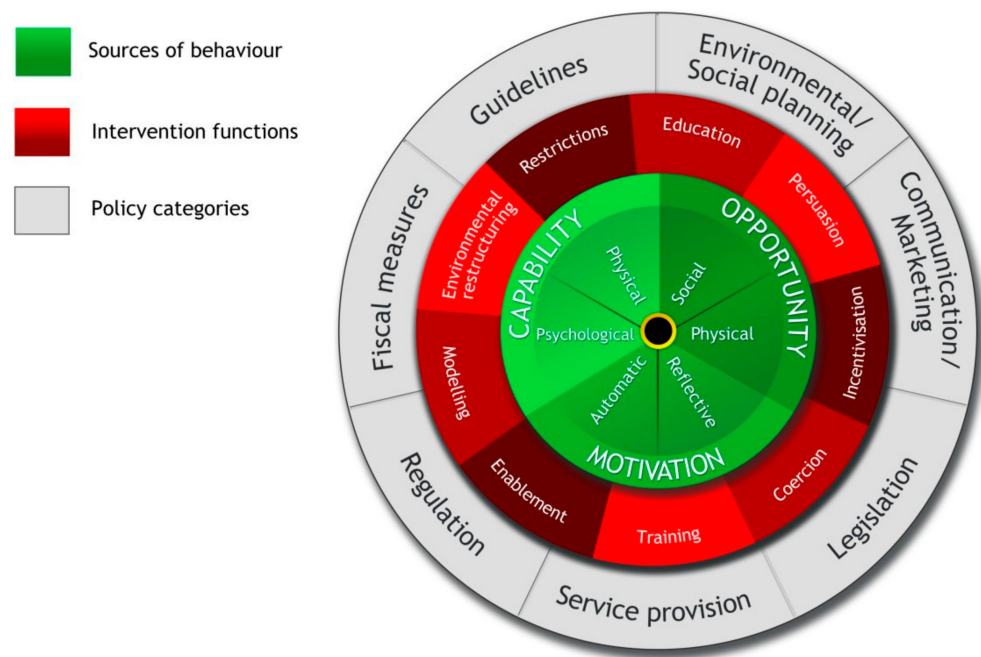 Sources of behaviour
Intervention functions
Policy categories
Guidelines
Environmental/
Social planning
Communication/
Marketing
Legislation
Service provision
Regulation
Fiscal measures
Restrictions
Education
Persuasion
Incentivisation
Coercion
Training
Enablement
Modelling
Environmental
restructuring
CAPABILITY
OPPORTUNITY
MOTIVATION
Physical
Social
Physical
Reflective
Automatic
Psychological